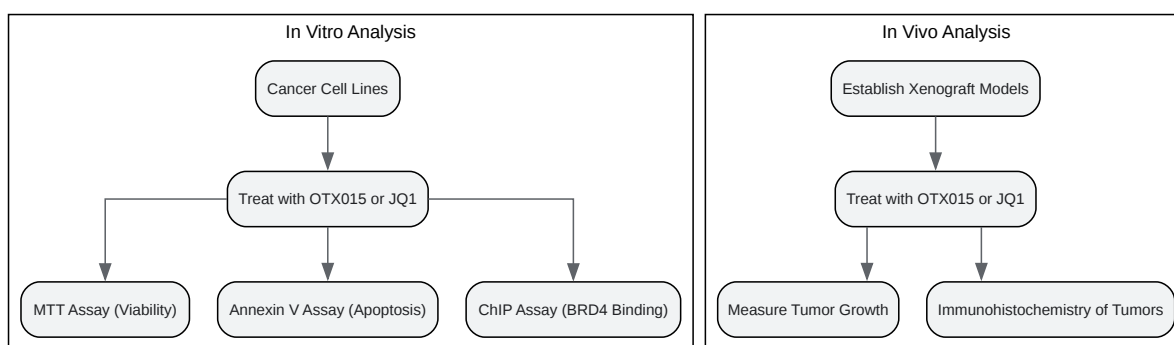 In Vitro Analysis
Cancer Cell Lines
Treat with OTX015 or JQ1
MTT Assay (Viability)
Annexin V Assay (Apoptosis)
ChIP Assay (BRD4 Binding)
In Vivo Analysis
Establish Xenograft Models
Treat with OTX015 or JQ1
Measure Tumor Growth
Immunohistochemistry of Tumors